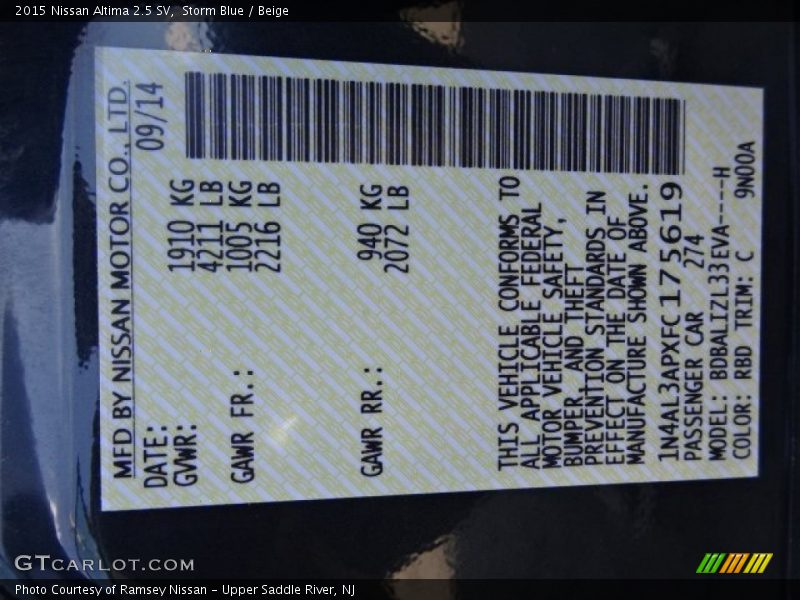 2015 Nissan Altima 2.5 SV, Storm Blue / Beige
MFD BY NISSAN MOTOR CO., LTD.
DATE: 09/14
GVWR: 1910 KG
4211 LB
GAWR FR.: 1005 KG
2216 LB
GAWR RR.: 940 KG
2072 LB
THIS VEHICLE CONFORMS TO
ALL APPLICABLE FEDERAL
MOTOR VEHICLE SAFETY,
BUMPER, AND THEFT
PREVENTION STANDARDS IN
EFFECT ON THE DATE OF
MANUFACTURE SHOWN ABOVE.
1N4AL3APXFC175619
PASSENGER CAR 274
MODEL: BDBALIZL33EVA----H
COLOR: RBD TRIM: C 9N00A
GTCARLOT.COM
Photo Courtesy of Ramsey Nissan - Upper Saddle River, NJ